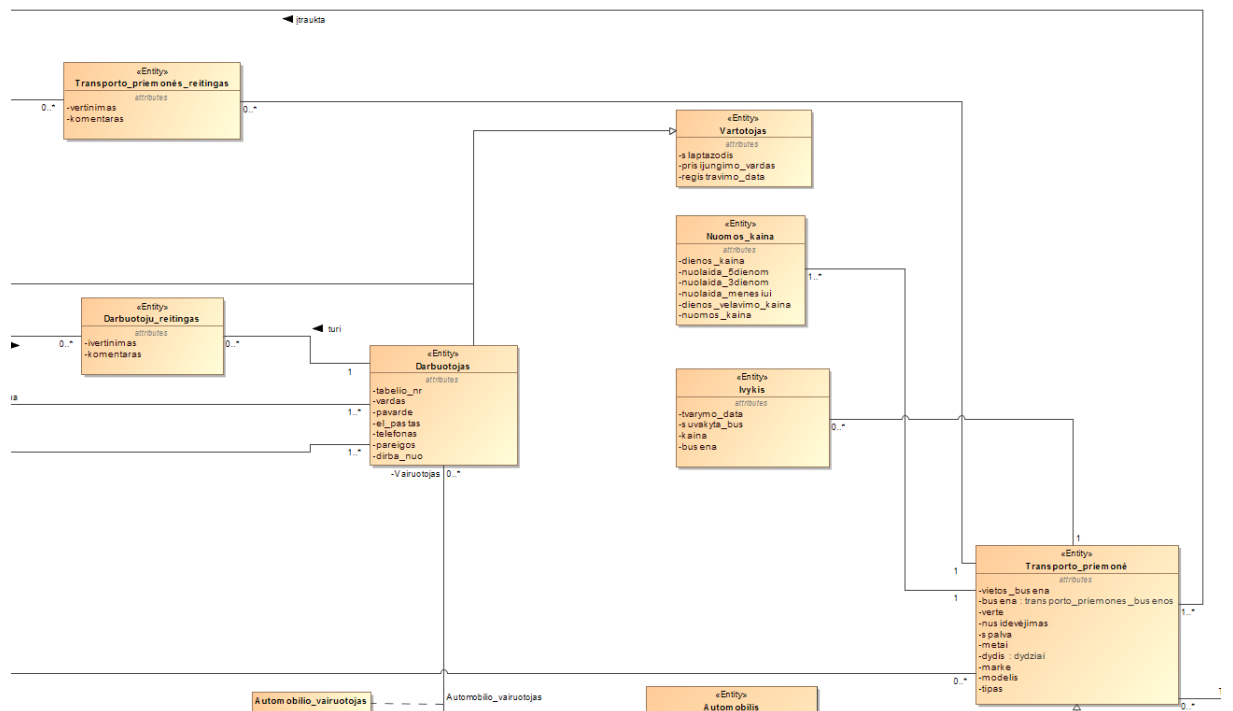 įtraukta
«Entity»
Transporto_priemonės_reitingas
attributes
-vertinimas
-komentaras
0..*
0..*
«Entity»
Vartotojas
attributes
-slaptazodis
-prisijungimo_vardas
-registravimo_data
«Entity»
Nuomos_kaina
attributes
-dienos_kaina
-nuolaida_5dienom
-nuolaida_3dienom
-nuolaida_menesiui
-dienos_velavimo_kaina
-nuomos_kaina
1..*
«Entity»
Darbuotoju_reitingas
attributes
-ivertinimas
-komentaras
0..*
0..*
turi
1
«Entity»
Darbuotojas
attributes
-tabelio_nr
-vardas
-pavarde
-el_pastas
-telefonas
-pareigos
-dirba_nuo
1..*
1..*
-Vairuotojas
0..*
«Entity»
Ivykis
attributes
-tvarymo_data
-suvakyta_bus
-kaina
-busena
0..*
1
«Entity»
Transporto_priemonė
attributes
-vietos_busena
-busena : transporto_priemones_busenos
-verte
-nusidevėjimas
-spalva
-metai
-dydis : dydziai
-marke
-modelis
-tipas
1
1
1..*
0..*
0..*
Automobilio_vairuotojas
Automobilio_vairuotojas
«Entity»
Automobilis